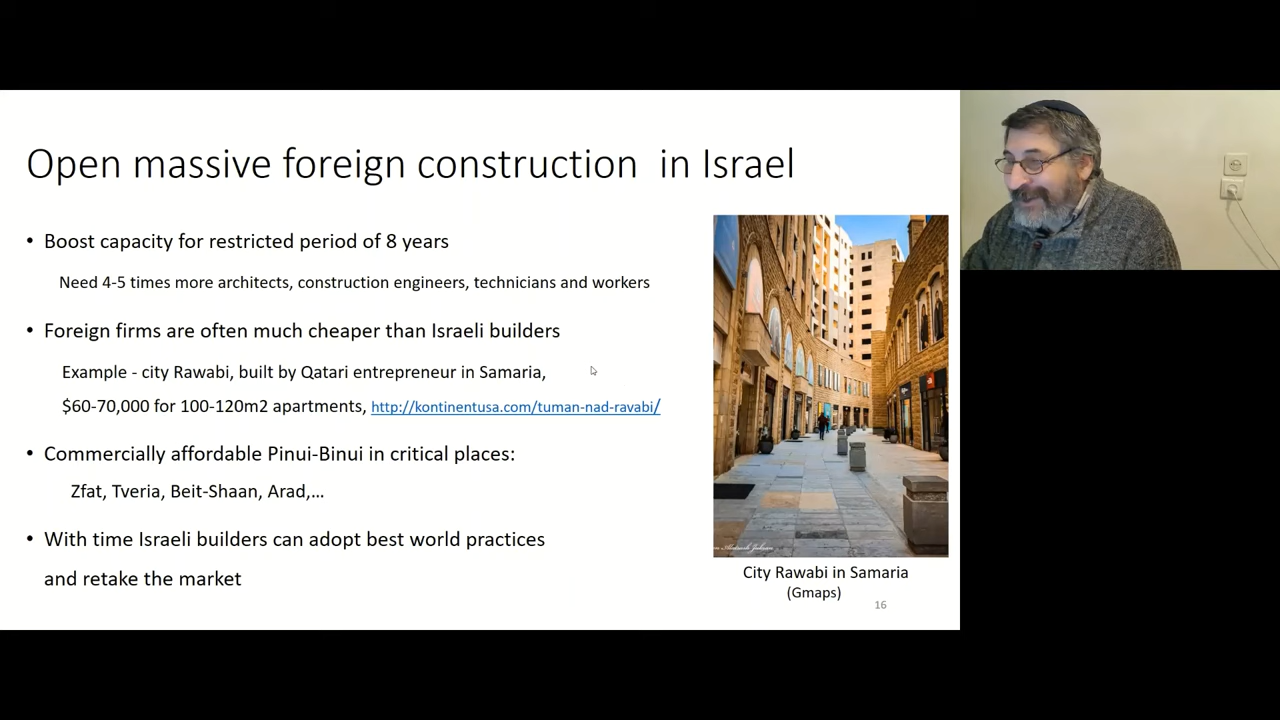 Open massive foreign construction in Israel
• Boost capacity for restricted period of 8 years
Need 4-5 times more architects, construction engineers, technicians and workers
• Foreign firms are often much cheaper than Israeli builders
Example - city Rawabi, built by Qatari entrepreneur in Samaria,
$60-70,000 for 100-120m2 apartments, http://kontinentusa.com/tuman-nad-ravabi/
• Commercially affordable Pinui-Binui in critical places:
Zfat, Tveria, Beit-Shaan, Arad,...
• With time Israeli builders can adopt best world practices
and retake the market
City Rawabi in Samaria
(Gmaps)
16